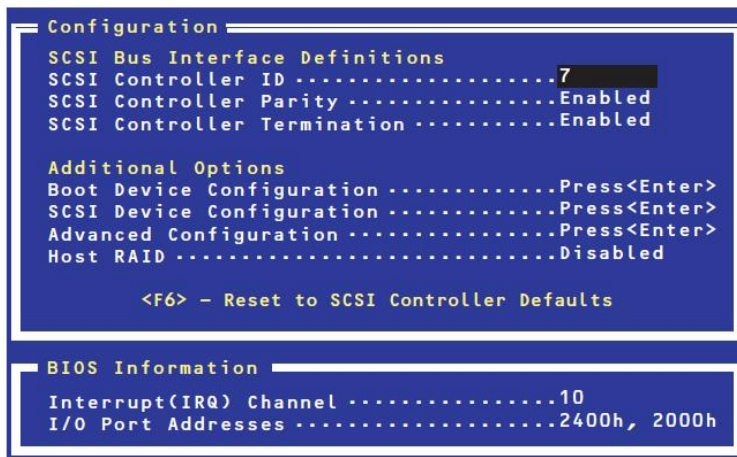 Configuration
SCSI Bus Interface Definitions
SCSI Controller ID ....................7
SCSI Controller Parity ................Enabled
SCSI Controller Termination ...........Enabled
Additional Options
Boot Device Configuration .............Press<Enter>
SCSI Device Configuration .............Press<Enter>
Advanced Configuration ................Press<Enter>
Host RAID .............................Disabled
<F6> – Reset to SCSI Controller Defaults
BIOS Information
Interrupt(IRQ) Channel ................10
I/O Port Addresses ....................2400h, 2000h